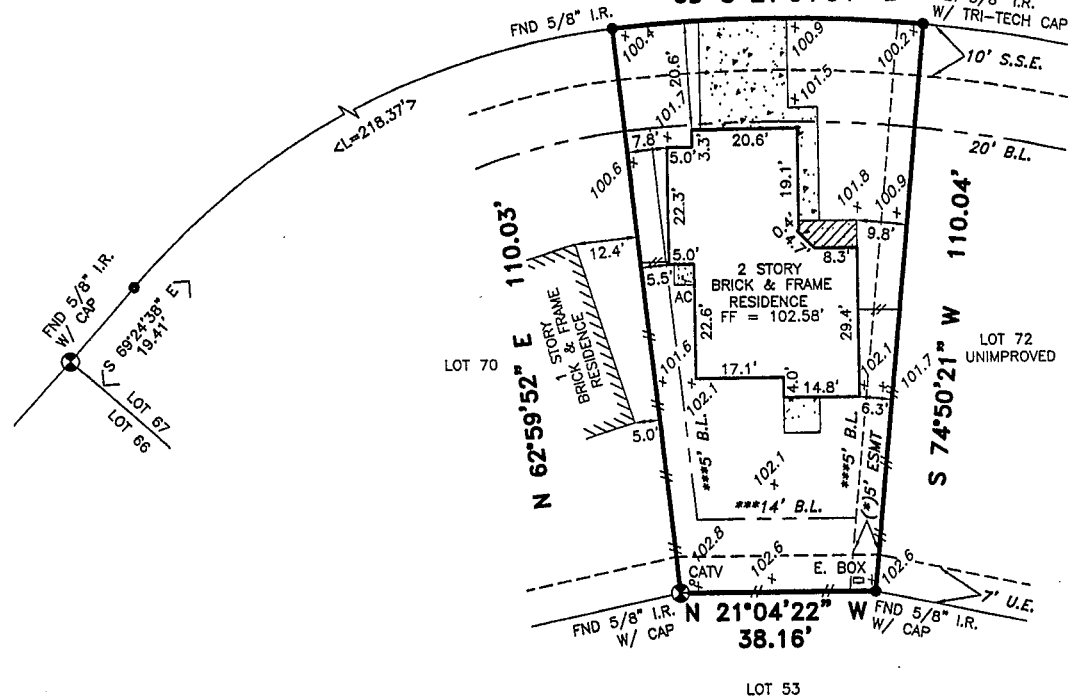 FND 5/8" I.R.
W/ TRI-TECH CAP
FND 5/8" I.R.
100.4
100.9
100.2
10' S.S.E.
20.6'
101.5
101.7
<L=218.37'>
20' B.L.
7.8'
5.0'
3.3'
20.6'
100.6
19.1'
101.8
100.9
22.3'
110.03'
110.04'
0.4'
4.7'
9.8'
12.4'
8.3'
5.0'
5.5'
AC
2 STORY
BRICK & FRAME
RESIDENCE
FF = 102.58'
FND 5/8" I.R.
W/ CAP
<S 69°24'38" E>
19.41'
LOT 67
LOT 66
LOT 70
1 STORY
BRICK & FRAME
RESIDENCE
22.6'
29.4'
LOT 72
UNIMPROVED
N 62°59'52" E
S 74°50'21" W
101.6
102.1
17.1'
4.0'
14.8'
102.1
101.7
6.3'
5.0'
***5' B.L.
***5' B.L.
(*)5' ESMT
102.1
***14' B.L.
102.8
102.6
102.6
CATV
E. BOX
7' U.E.
FND 5/8" I.R.
W/ CAP
N 21°04'22" W
38.16'
FND 5/8" I.R.
W/ CAP
LOT 53